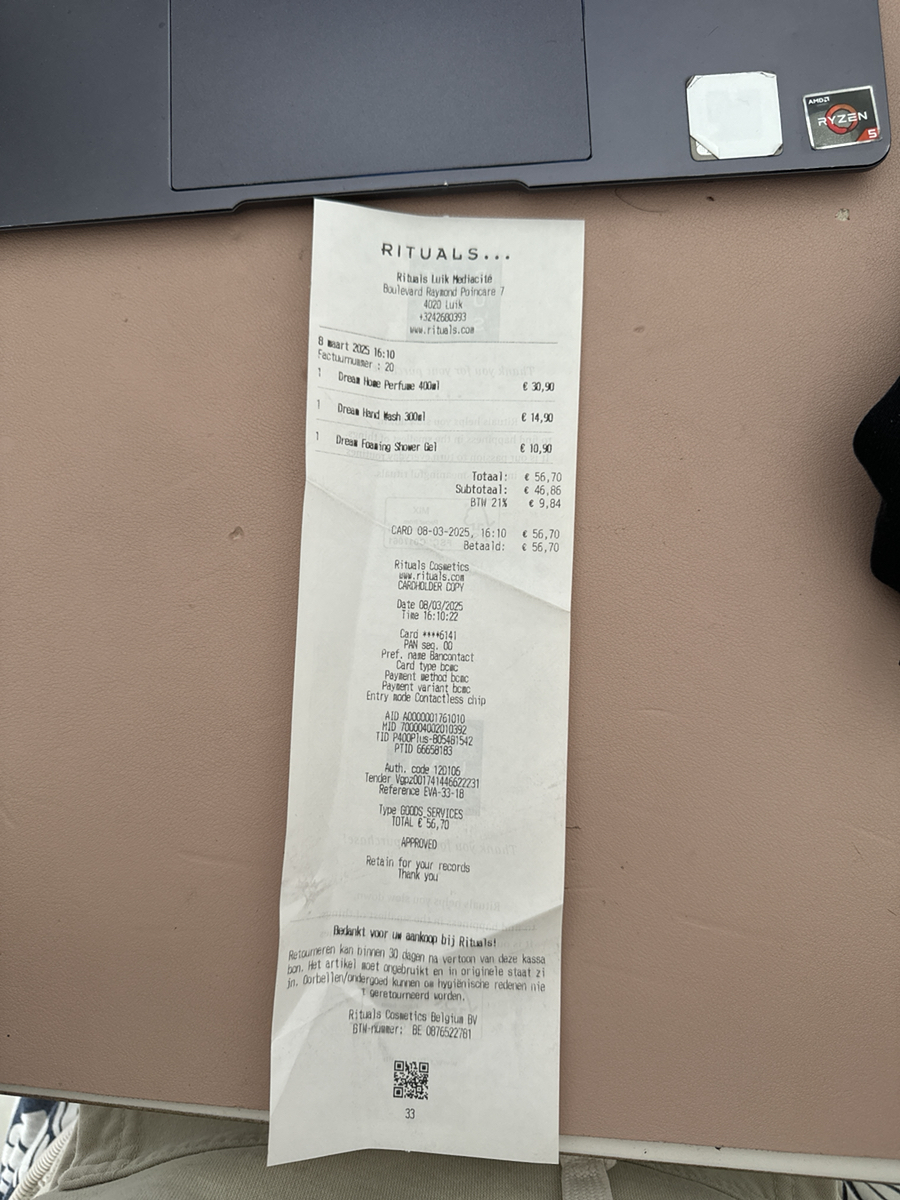 AMD
RYZEN
5
RITUALS...
Rituals Luik Mediacité
Boulevard Raymond Poincare 7
4020 Luik
+3242680393
www.rituals.com
8 maart 2025 16:10
Factuurnummer : 20
1 Dream Home Perfume 400ml € 30,90
1 Dream Hand Wash 300ml € 14,90
1 Dream Foaming Shower Gel € 10,90
Totaal: € 56,70
Subtotaal: € 46,86
BTW 21% € 9,84
CARD 08-03-2025, 16:10 € 56,70
Betaald: € 56,70
Rituals Cosmetics
www.rituals.com
CARDHOLDER COPY
Date 08/03/2025
Time 16:10:22
Card ****6141
PAN seq. 00
Pref. name Bancontact
Card type bcmc
Payment method bcmc
Payment variant bcmc
Entry mode Contactless chip
AID A0000001761010
MID 700004002010392
TID P400Plus-805481542
PTID 66658183
Auth. code 120106
Tender Vgpz001741446622231
Reference EVA-33-18
Type GOODS_SERVICES
TOTAL € 56,70
APPROVED
Retain for your records
Thank you
Bedankt voor uw aankoop bij Rituals!
Retourneren kan binnen 30 dagen na vertoon van deze kassa
bon. Het artikel moet ongebruikt en in originele staat zi
jn. Oorbellen/ondergoed kunnen om hygiënische redenen nie
t geretourneerd worden.
Rituals Cosmetics Belgium BV
BTW-nummer: BE 0876522781
33